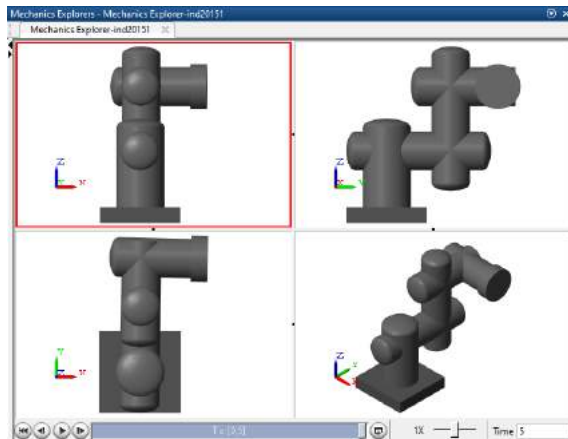 Mechanics Explorers - Mechanics Explorer-ind20151
Mechanics Explorer-ind20151
Z
X
Z
Y
Y
X
Z
1X
Time 5